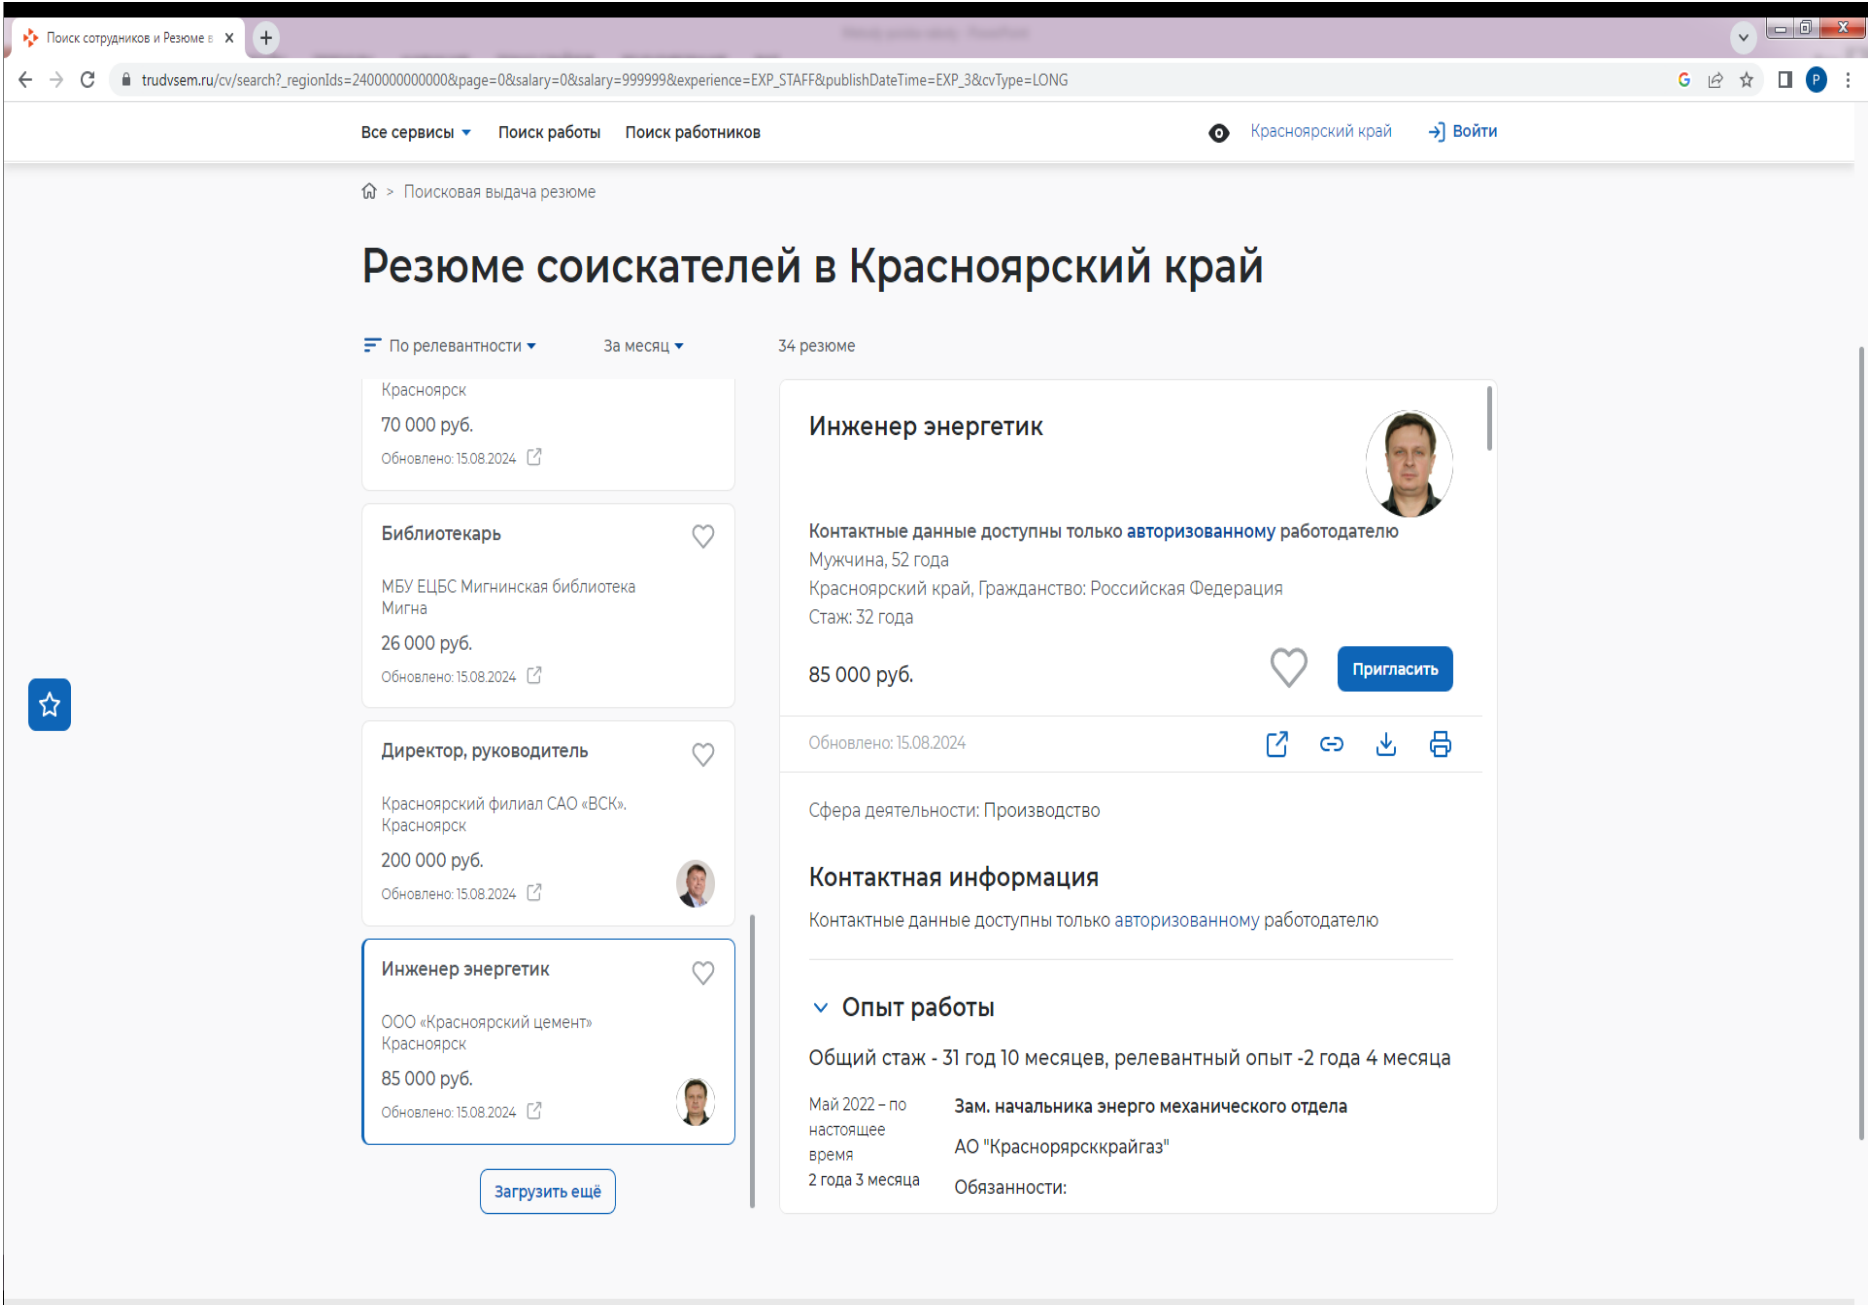 Поиск сотрудников и Резюме в
trudvsem.ru/cv/search?_regionIds=2400000000000&page=0&salary=0&salary=999999&experience=EXP_STAFF&publishDateTime=EXP_3&cvType=LONG
G
P
Все сервисы
Поиск работы
Поиск работников
Красноярский край
Войти
> Поисковая выдача резюме
Резюме соискателей в Красноярский край
По релевантности
За месяц
34 резюме
Красноярск
70 000 руб.
Обновлено: 15.08.2024
Библиотекарь
МБУ ЕЦБС Мигнинская библиотека
Мигна
26 000 руб.
Обновлено: 15.08.2024
Директор, руководитель
Красноярский филиал САО «ВСК».
Красноярск
200 000 руб.
Обновлено: 15.08.2024
Инженер энергетик
ООО «Красноярский цемент»
Красноярск
85 000 руб.
Обновлено: 15.08.2024
Загрузить ещё
Инженер энергетик
Контактные данные доступны только авторизованному работодателю
Мужчина, 52 года
Красноярский край, Гражданство: Российская Федерация
Стаж: 32 года
85 000 руб.
Пригласить
Обновлено: 15.08.2024
Сфера деятельности: Производство
Контактная информация
Контактные данные доступны только авторизованному работодателю
Опыт работы
Общий стаж - 31 год 10 месяцев, релевантный опыт -2 года 4 месяца
Май 2022 – по
настоящее
время
2 года 3 месяца
Зам. начальника энерго механического отдела
АО "Краснорярсккрайгаз"
Обязанности: